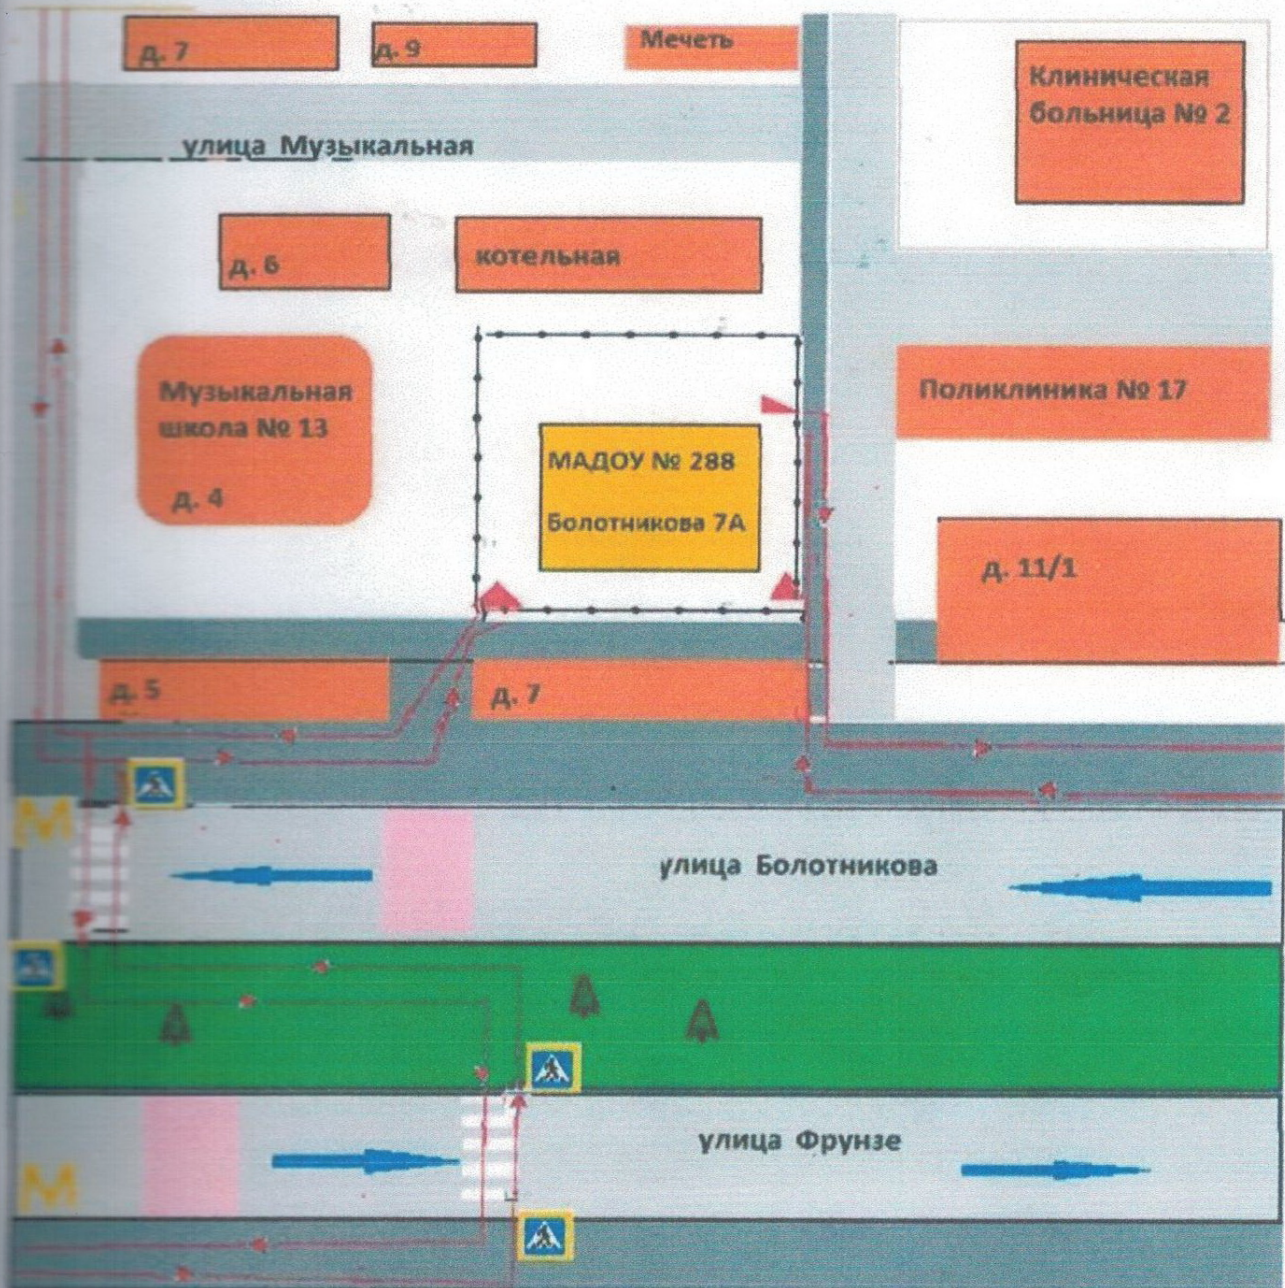 д. 7
д. 9
Мечеть
Клиническая
больница № 2
улица Музыкальная
д. 6
котельная
Музыкальная
школа № 13
д. 4
МАДОУ № 288
Болотникова 7А
Поликлиника № 17
д. 11/1
д. 5
д. 7
М
улица Болотникова
улица Фрунзе
М